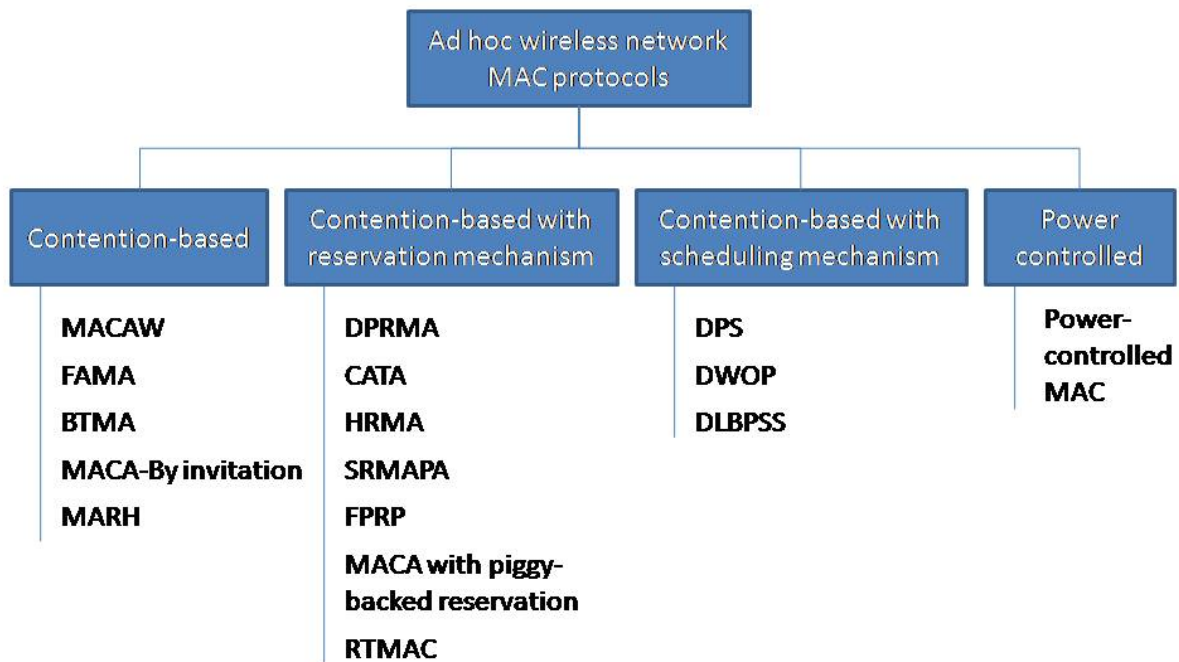 Ad hoc wireless network
MAC protocols
Contention-based
Contention-based with
reservation mechanism
Contention-based with
scheduling mechanism
Power
controlled
MACAW
FAMA
BTMA
MACA-By invitation
MARH
DPRMA
CATA
HRMA
SRMAPA
FPRP
MACA with piggy-
backed reservation
RTMAC
DPS
DWOP
DLBPSS
Power-
controlled
MAC